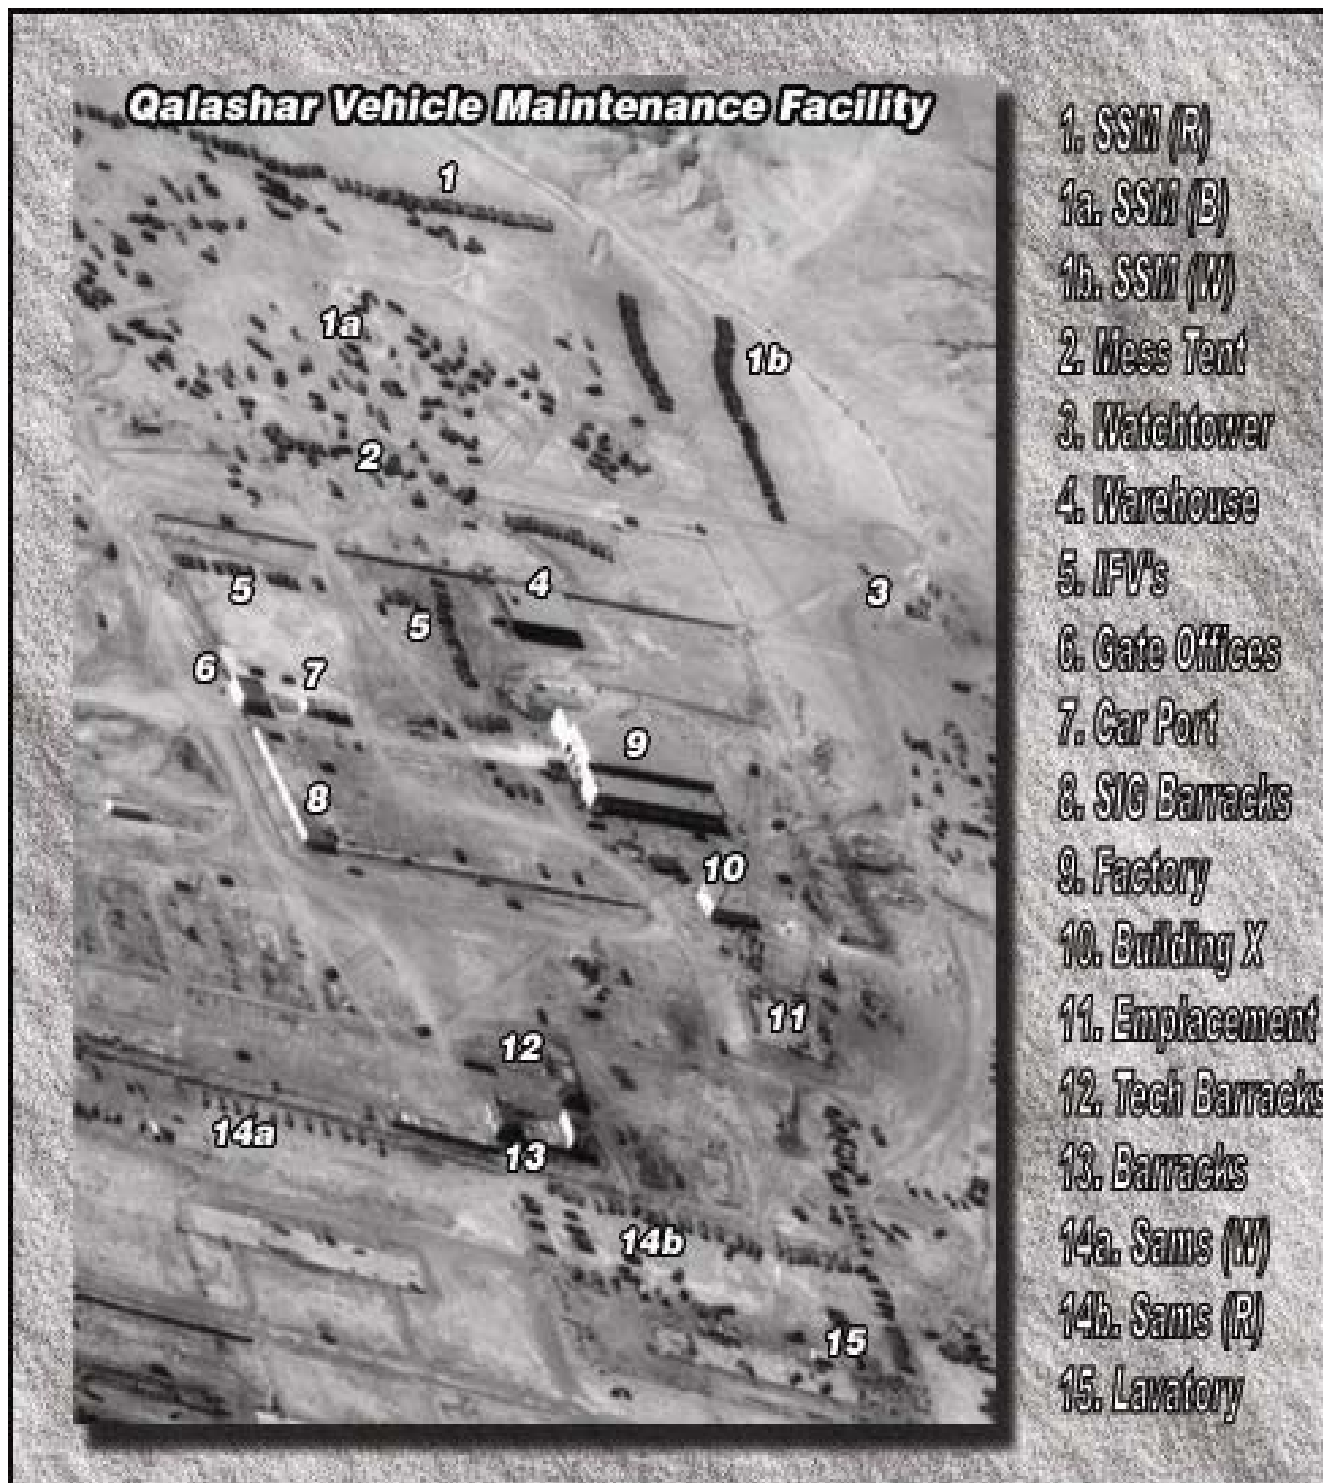 Qalashar Vehicle Maintenance Facility
1
1a
1b
2
3
4
5
5
6
7
8
9
10
11
12
13
14a
14b
15
1. SSM (R)
1a. SSM (B)
1b. SSM (W)
2. Mess Tent
3. Watchtower
4. Warehouse
5. IFV's
6. Gate Offices
7. Car Port
8. SIG Barracks
9. Factory
10. Building X
11. Emplacement
12. Tech Barracks
13. Barracks
14a. Sams (W)
14b. Sams (R)
15. Lavatory